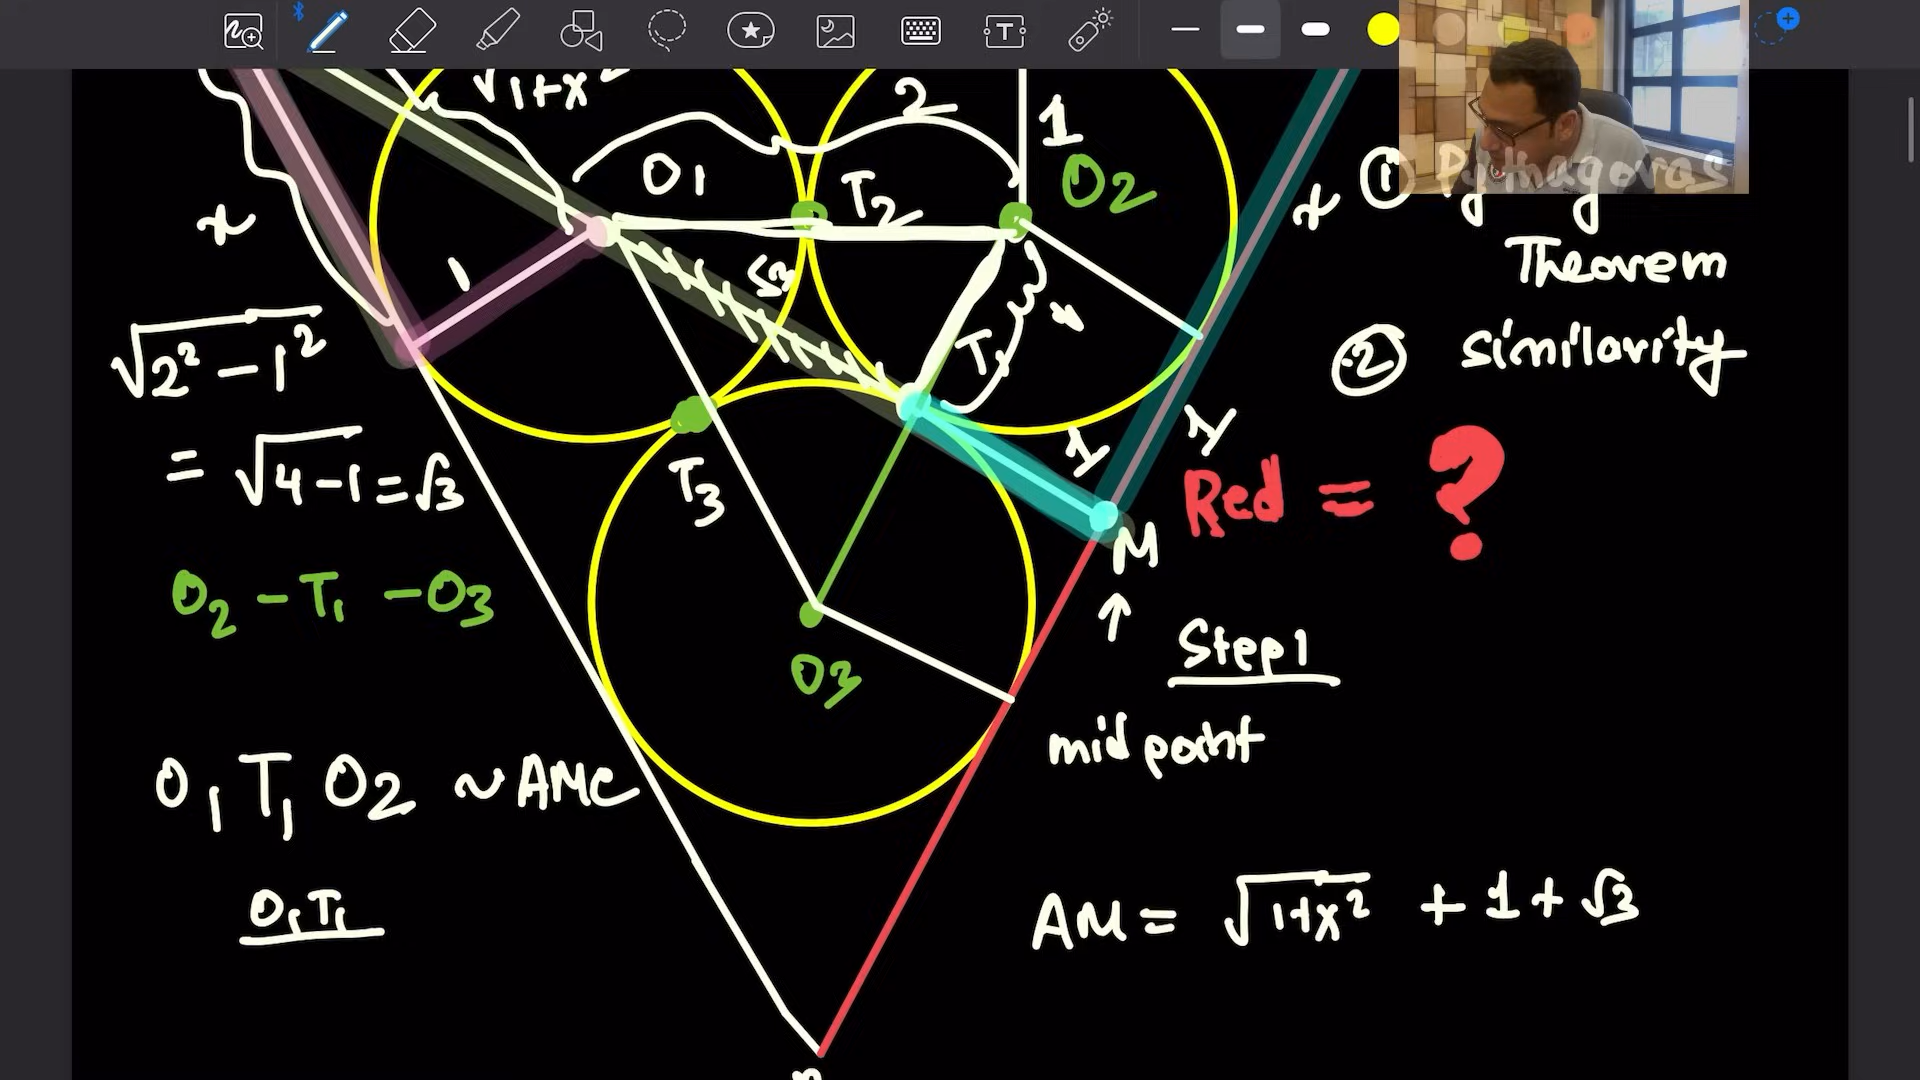 √1+x²
2
1
O1
T2
O2
x
1
√3
T1
x
x
① Pythagoras
Theorem
② similarity
√2² – 1²
= √4–1 = √3
T3
1
1
M
Red = ?
O2 – T1 – O3
O3
↑
Step1
mid point
O1 T1 O2 ~ AMC
O1T1
AM = √1+x² + 1 + √3